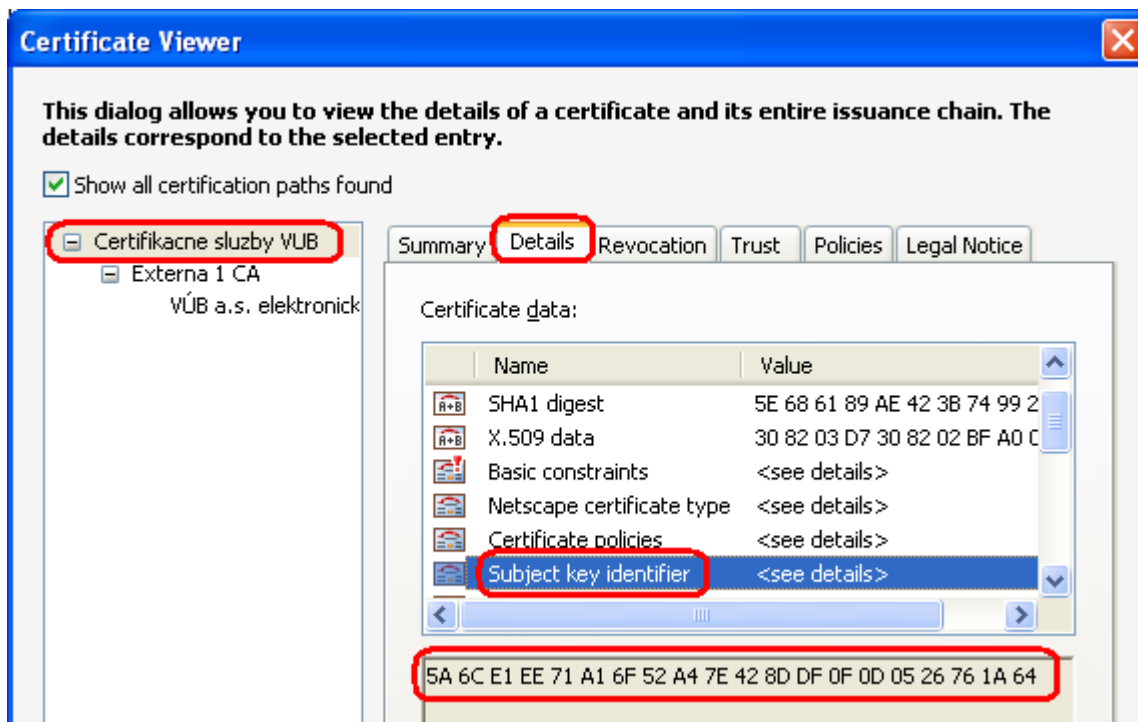 Certificate Viewer
This dialog allows you to view the details of a certificate and its entire issuance chain. The
details correspond to the selected entry.
Show all certification paths found
Certifikacne sluzby VUB
Externa 1 CA
VÚB a.s. elektronick
Summary Details Revocation Trust Policies Legal Notice
Certificate data:
Name Value
SHA1 digest 5E 68 61 89 AE 42 3B 74 99 2
X.509 data 30 82 03 D7 30 82 02 BF A0 0
Basic constraints <see details>
Netscape certificate type <see details>
Certificate policies <see details>
Subject key identifier <see details>
5A 6C E1 EE 71 A1 6F 52 A4 7E 42 8D DF 0F 0D 05 26 76 1A 64